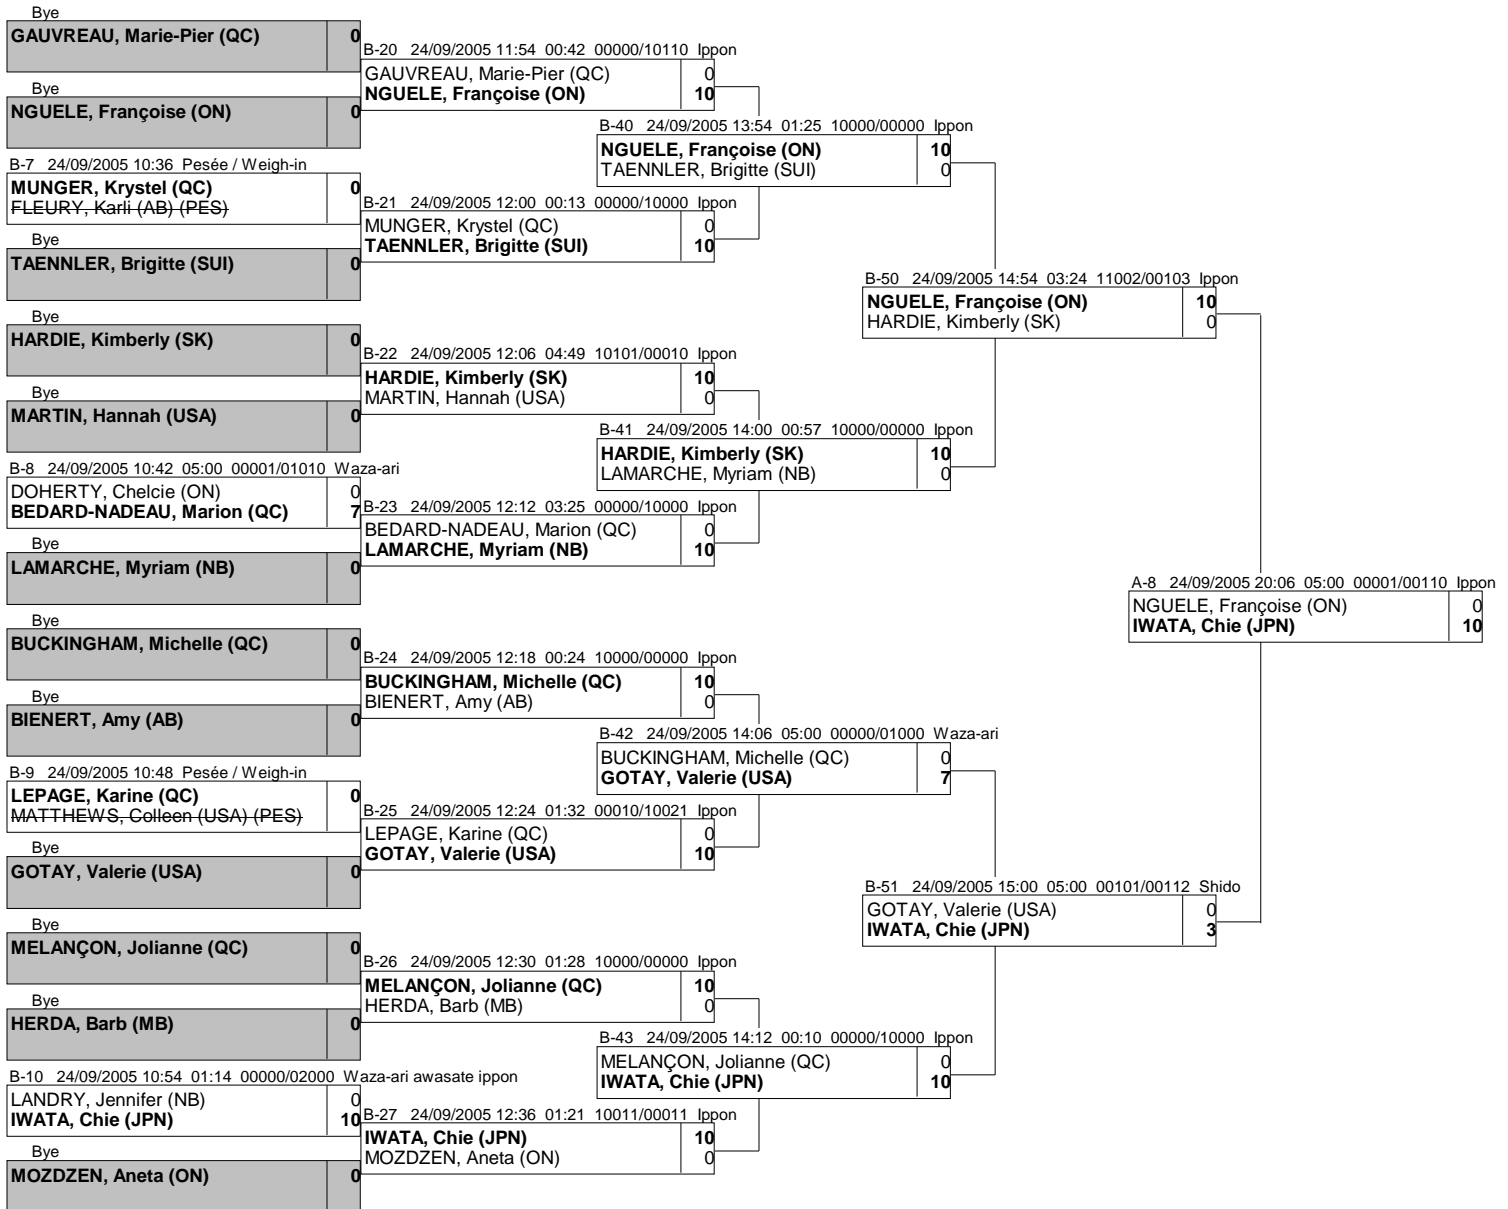 Bye
GAUVREAU, Marie-Pier (QC) 0
Bye
NGUELE, Françoise (ON) 0
B-7 24/09/2005 10:36 Pesée / Weigh-in
MUNGER, Krystel (QC) 0
FLEURY, Karli (AB) (PES)
Bye
TAENNLER, Brigitte (SUI) 0
Bye
HARDIE, Kimberly (SK) 0
Bye
MARTIN, Hannah (USA) 0
B-8 24/09/2005 10:42 05:00 00001/01010 Waza-ari
DOHERTY, Chelcie (ON) 0
BEDARD-NADEAU, Marion (QC) 7
Bye
LAMARCHE, Myriam (NB) 0
Bye
BUCKINGHAM, Michelle (QC) 0
Bye
BIENERT, Amy (AB) 0
B-9 24/09/2005 10:48 Pesée / Weigh-in
LEPAGE, Karine (QC) 0
MATTHEWS, Colleen (USA) (PES)
Bye
GOTAY, Valerie (USA) 0
Bye
MELANÇON, Jolianne (QC) 0
Bye
HERDA, Barb (MB) 0
B-10 24/09/2005 10:54 01:14 00000/02000 Waza-ari awasate ippon
LANDRY, Jennifer (NB) 0
IWATA, Chie (JPN) 10
Bye
MOZDZEN, Aneta (ON) 0
B-20 24/09/2005 11:54 00:42 00000/10110 Ippon
GAUVREAU, Marie-Pier (QC) 0
NGUELE, Françoise (ON) 10
B-21 24/09/2005 12:00 00:13 00000/10000 Ippon
MUNGER, Krystel (QC) 0
TAENNLER, Brigitte (SUI) 10
B-22 24/09/2005 12:06 04:49 10101/00010 Ippon
HARDIE, Kimberly (SK) 10
MARTIN, Hannah (USA) 0
B-23 24/09/2005 12:12 03:25 00000/10000 Ippon
BEDARD-NADEAU, Marion (QC) 0
LAMARCHE, Myriam (NB) 10
B-24 24/09/2005 12:18 00:24 10000/00000 Ippon
BUCKINGHAM, Michelle (QC) 10
BIENERT, Amy (AB) 0
B-25 24/09/2005 12:24 01:32 00010/10021 Ippon
LEPAGE, Karine (QC) 0
GOTAY, Valerie (USA) 10
B-26 24/09/2005 12:30 01:28 10000/00000 Ippon
MELANÇON, Jolianne (QC) 10
HERDA, Barb (MB) 0
B-27 24/09/2005 12:36 01:21 10011/00011 Ippon
IWATA, Chie (JPN) 10
MOZDZEN, Aneta (ON) 0
B-40 24/09/2005 13:54 01:25 10000/00000 Ippon
NGUELE, Françoise (ON) 10
TAENNLER, Brigitte (SUI) 0
B-41 24/09/2005 14:00 00:57 10000/00000 Ippon
HARDIE, Kimberly (SK) 10
LAMARCHE, Myriam (NB) 0
B-42 24/09/2005 14:06 05:00 00000/01000 Waza-ari
BUCKINGHAM, Michelle (QC) 0
GOTAY, Valerie (USA) 7
B-43 24/09/2005 14:12 00:10 00000/10000 Ippon
MELANÇON, Jolianne (QC) 0
IWATA, Chie (JPN) 10
B-50 24/09/2005 14:54 03:24 11002/00103 Ippon
NGUELE, Françoise (ON) 10
HARDIE, Kimberly (SK) 0
B-51 24/09/2005 15:00 05:00 00101/00112 Shido
GOTAY, Valerie (USA) 0
IWATA, Chie (JPN) 3
A-8 24/09/2005 20:06 05:00 00001/00110 Ippon
NGUELE, Françoise (ON) 0
IWATA, Chie (JPN) 10